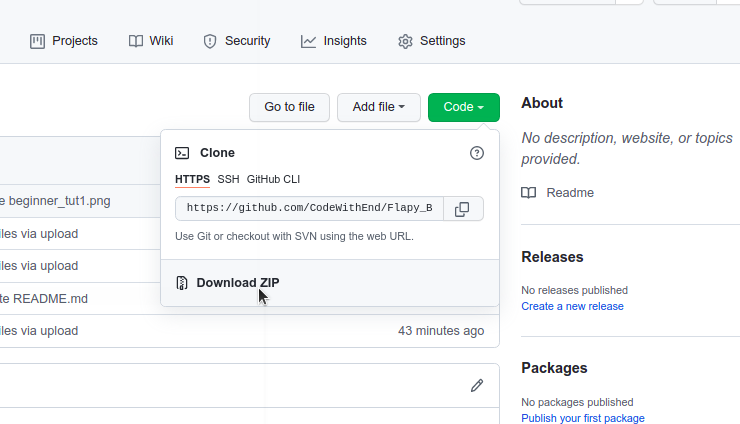 Projects Wiki Security Insights Settings
Go to file Add file Code
About
No description, website, or topics
provided.
Readme
Clone
HTTPS SSH GitHub CLI
https://github.com/CodeWithEnd/Flapy_B
Use Git or checkout with SVN using the web URL.
Download ZIP
e beginner_tut1.png
iles via upload
iles via upload
te README.md
iles via upload 43 minutes ago
Releases
No releases published
Create a new release
Packages
No packages published
Publish your first package